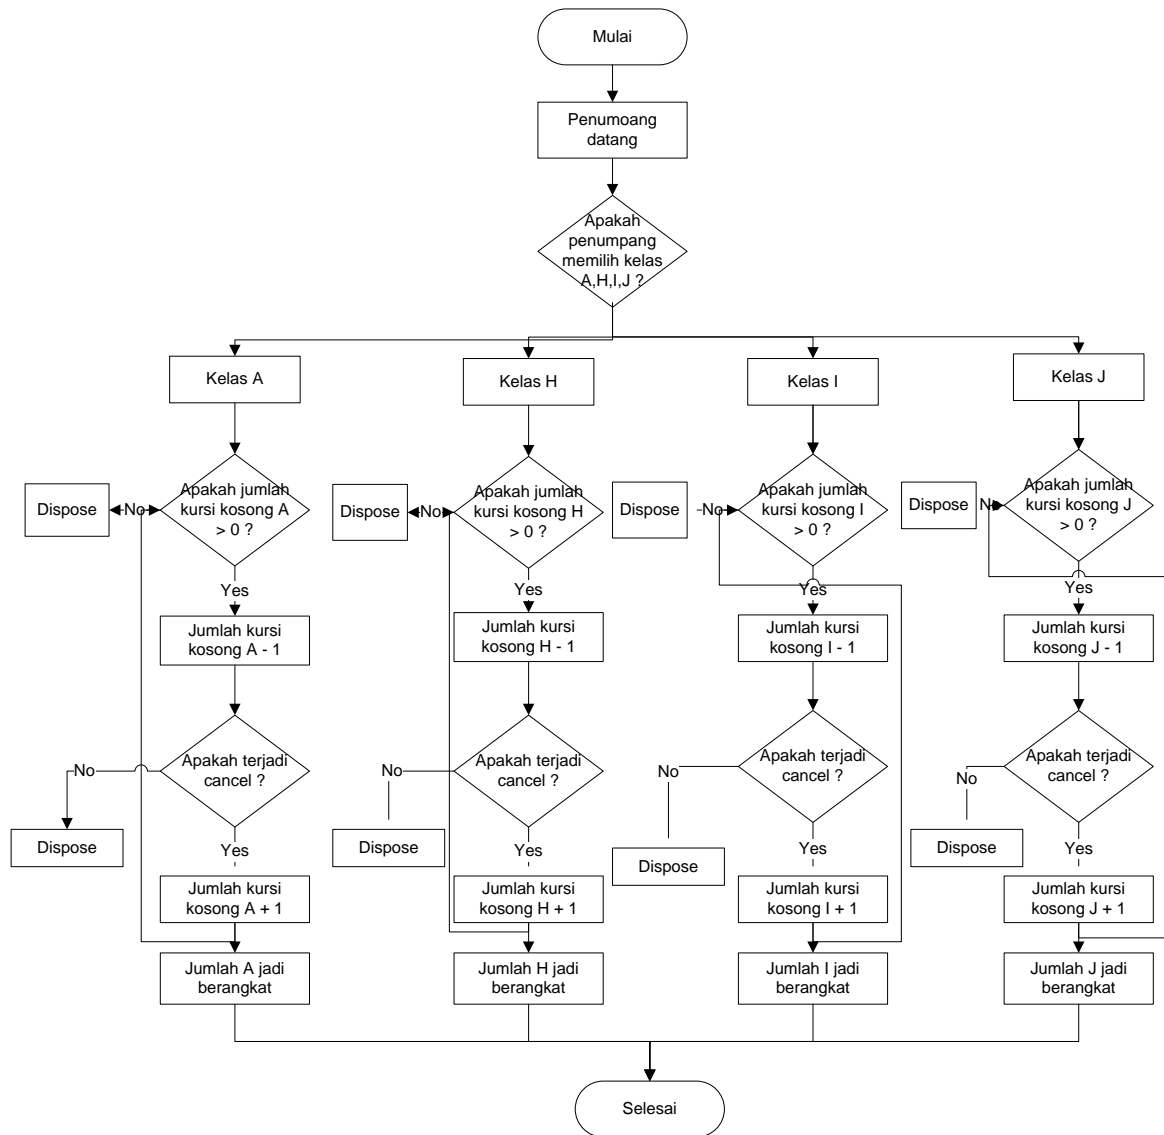 Mulai
Penumoang
datang
Apakah
penumpang
memilih kelas
A,H,I,J ?
Kelas A
Kelas H
Kelas I
Kelas J
Apakah jumlah
kursi kosong A
> 0 ?
Apakah jumlah
kursi kosong H
> 0 ?
Apakah jumlah
kursi kosong I
> 0 ?
Apakah jumlah
kursi kosong J
> 0 ?
Dispose
No
Dispose
No
Dispose
No
Dispose
No
Yes
Yes
Yes
Yes
Jumlah kursi
kosong A - 1
Jumlah kursi
kosong H - 1
Jumlah kursi
kosong I - 1
Jumlah kursi
kosong J - 1
Apakah terjadi
cancel ?
Apakah terjadi
cancel ?
Apakah terjadi
cancel ?
Apakah terjadi
cancel ?
No
No
No
No
Dispose
Dispose
Dispose
Dispose
Yes
Yes
Yes
Yes
Jumlah kursi
kosong A + 1
Jumlah kursi
kosong H + 1
Jumlah kursi
kosong I + 1
Jumlah kursi
kosong J + 1
Jumlah A jadi
berangkat
Jumlah H jadi
berangkat
Jumlah I jadi
berangkat
Jumlah J jadi
berangkat
Selesai